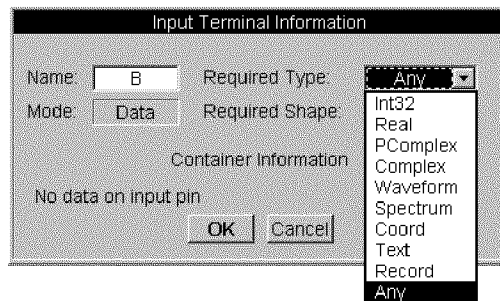 Input Terminal Information
Name: B Required Type: Any
Mode: Data Required Shape:
Int32
Real
PComplex
Complex
Waveform
Spectrum
Coord
Text
Record
Any
Container Information
No data on input pin
OK Cancel